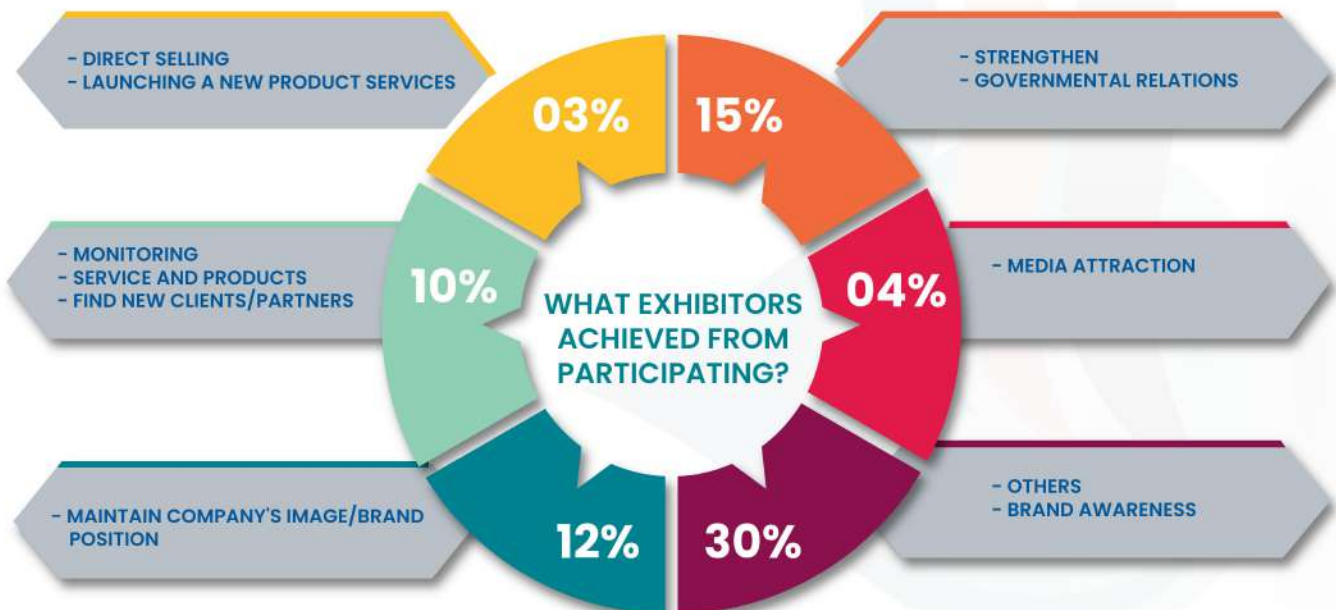 - DIRECT SELLING
- LAUNCHING A NEW PRODUCT SERVICES
03%
15%
- STRENGTHEN
- GOVERNMENTAL RELATIONS
- MONITORING
- SERVICE AND PRODUCTS
- FIND NEW CLIENTS/PARTNERS
10%
WHAT EXHIBITORS
ACHIEVED FROM
PARTICIPATING?
04%
- MEDIA ATTRACTION
- MAINTAIN COMPANY'S IMAGE/BRAND
POSITION
12%
30%
- OTHERS
- BRAND AWARENESS